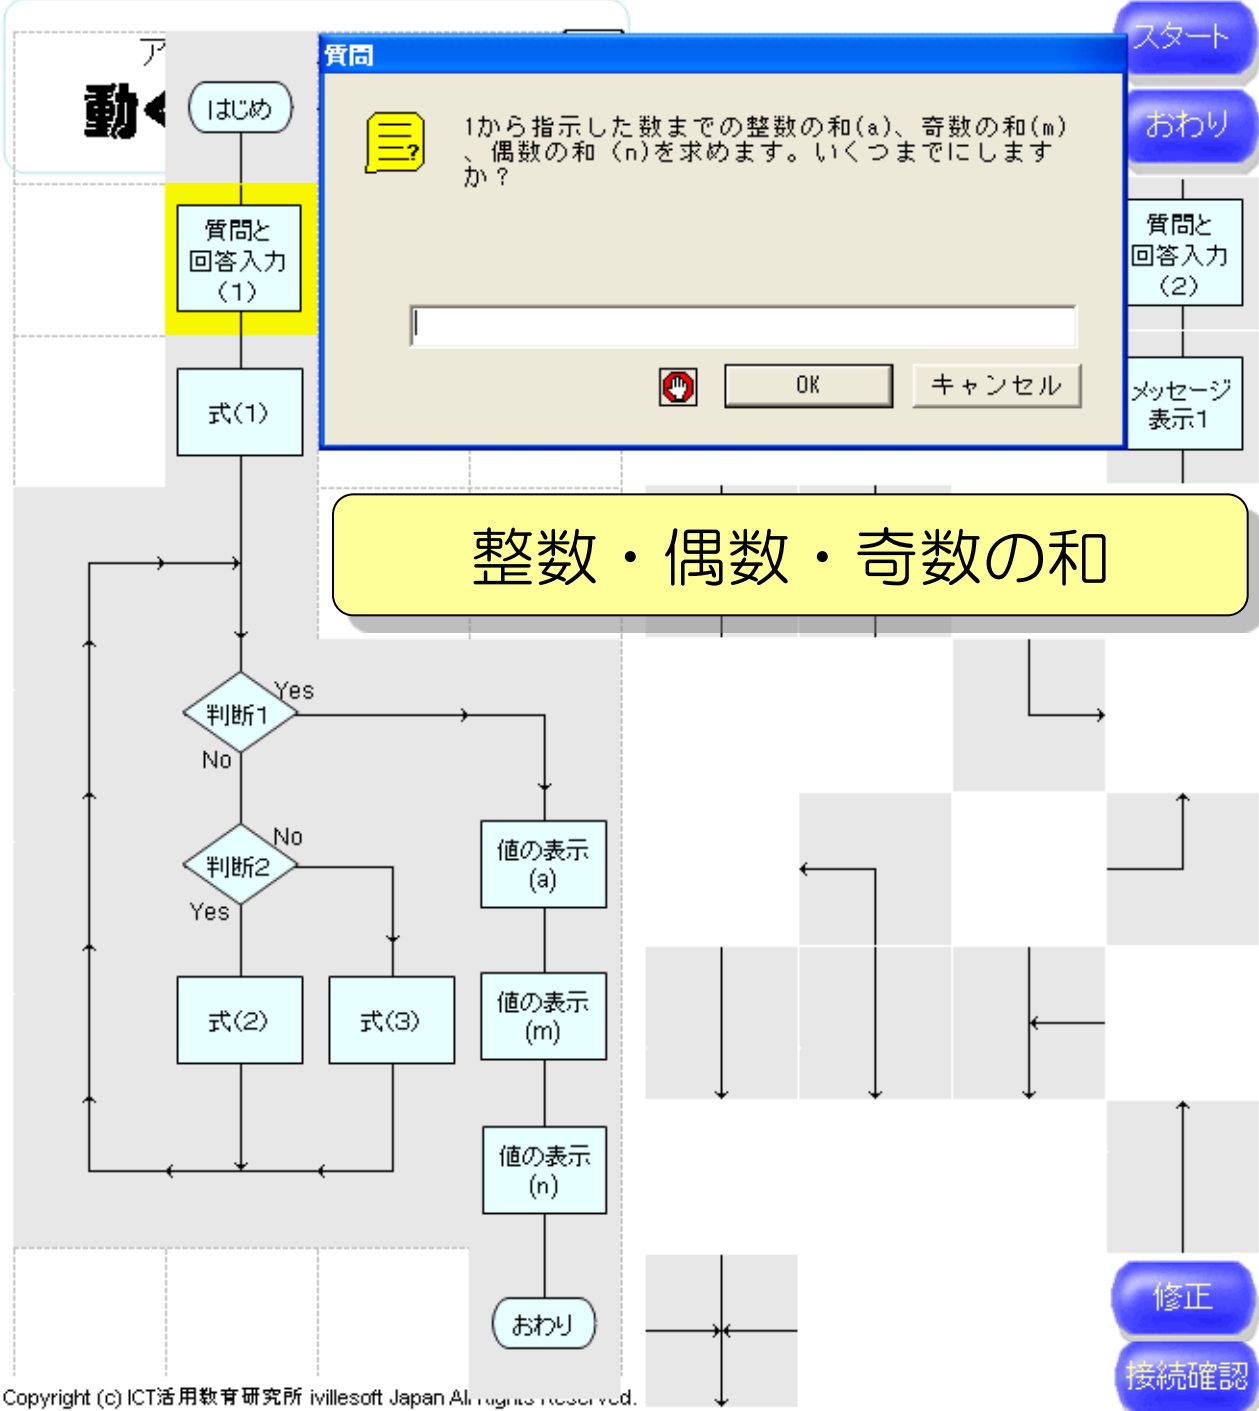 ア
動く
スタート
おわり
質問
1から指示した数までの整数の和(a)、奇数の和(m)
、偶数の和 (n)を求めます。いくつまでにします
か？
OK
キャンセル
はじめ
質問と
回答入力
(1)
式(1)
質問と
回答入力
(2)
メッセージ
表示1
整数・偶数・奇数の和
判断1
Yes
No
判断2
No
Yes
式(2)
式(3)
値の表示
(a)
値の表示
(m)
値の表示
(n)
おわり
修正
接続確認
Copyright (c) ICT活用教育研究所 ivillesoft Japan All Rights Reserved.